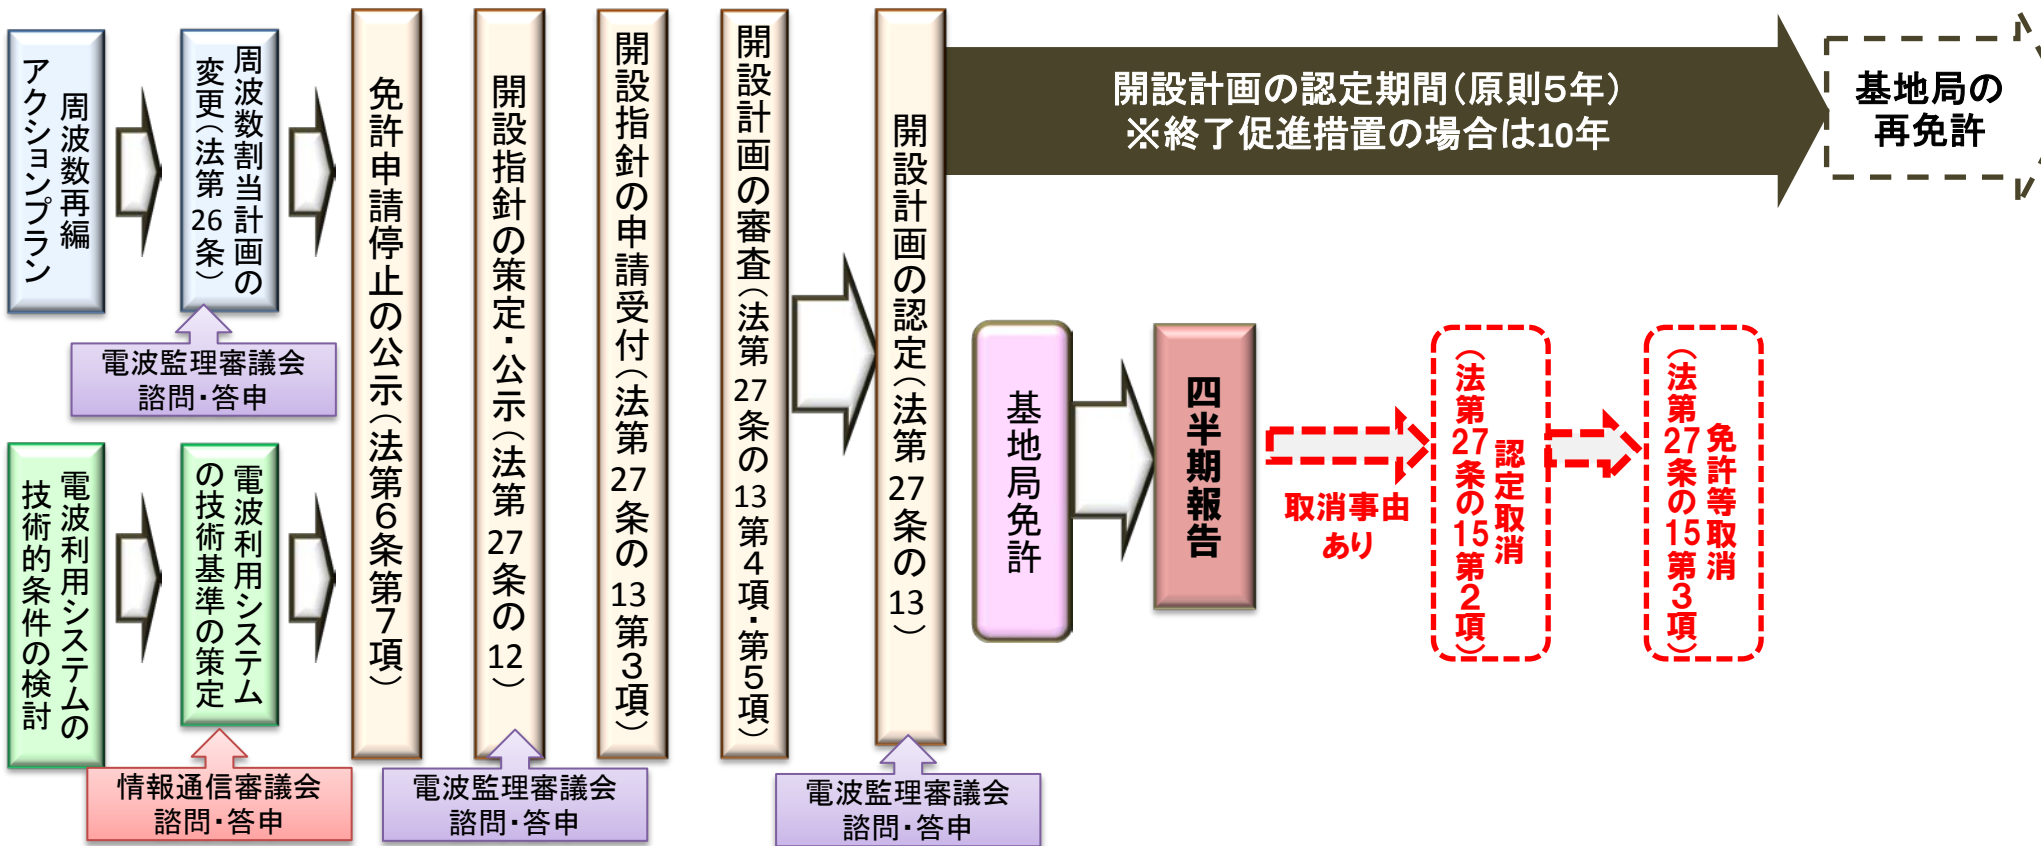 周波数再編
アクションプラン
周波数割当計画の
変更（法第26条）
電波監理審議会
諮問・答申
電波利用システムの
技術的条件の検討
電波利用システム
の技術基準の策定
情報通信審議会
諮問・答申
免許申請停止の公示（法第６条第７項）
開設指針の策定・公示（法第27条の12）
電波監理審議会
諮問・答申
開設指針の申請受付（法第27条の13第３項）
開設計画の審査（法第27条の13第４項・第５項）
開設計画の認定（法第27条の13）
電波監理審議会
諮問・答申
開設計画の認定期間（原則５年）
※終了促進措置の場合は10年
基地局の
再免許
基地局免許
四半期報告
取消事由
あり
認定取消
（法第27条の15第２項）
免許等取消
（法第27条の15第３項）